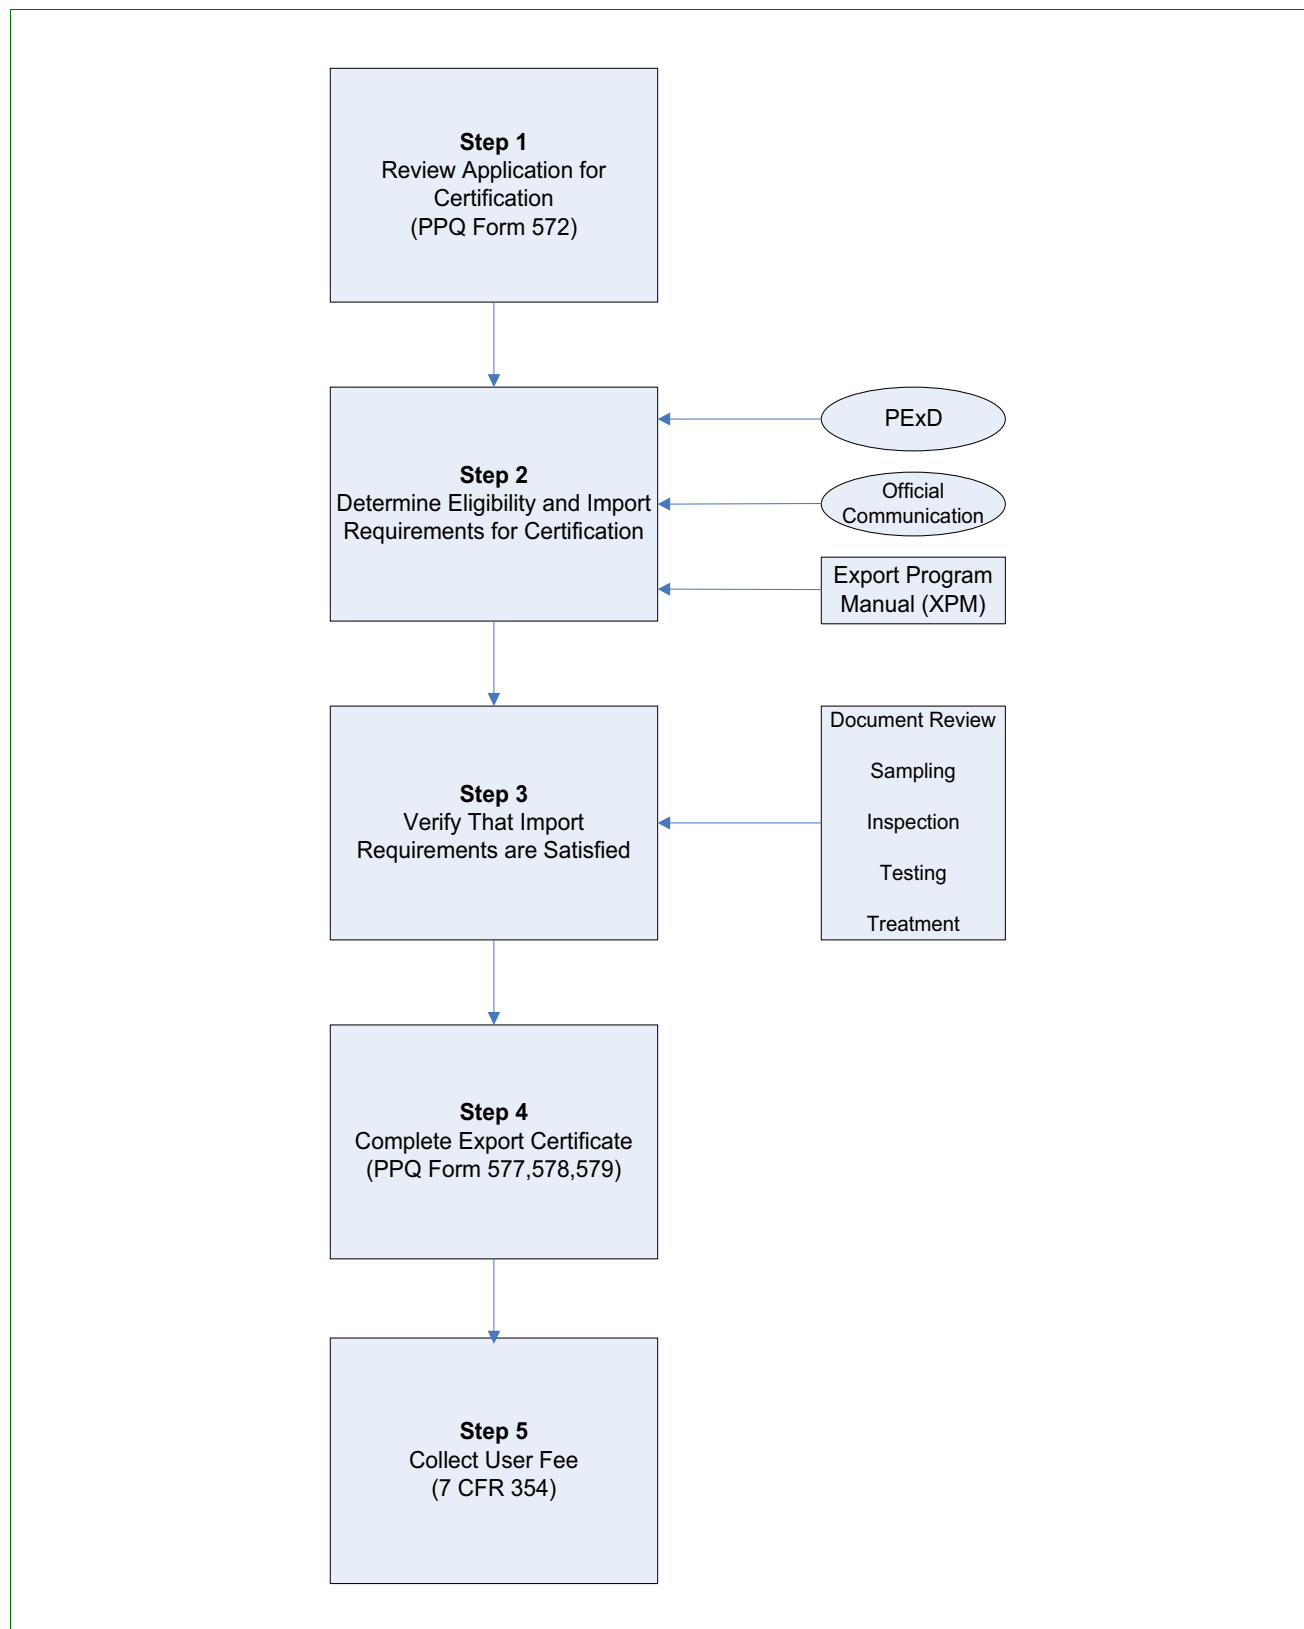 Step 1
Review Application for
Certification
(PPQ Form 572)
Step 2
Determine Eligibility and Import
Requirements for Certification
PExD
Official
Communication
Export Program
Manual (XPM)
Step 3
Verify That Import
Requirements are Satisfied
Document Review
Sampling
Inspection
Testing
Treatment
Step 4
Complete Export Certificate
(PPQ Form 577,578,579)
Step 5
Collect User Fee
(7 CFR 354)